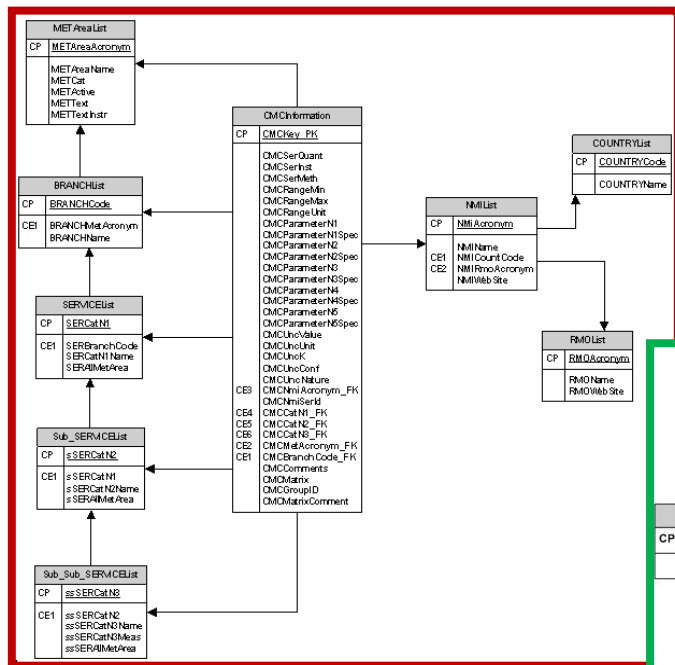 METAreaList
CP METAreaAcronym
METAreaName
METCat
METActive
METText
METTextInstr
BRANCHList
CP BRANCHCode
CE1 BRANCHMetAcronym
BRANCHName
SERVICEList
CP SERCatN1
CE1 SERBranchCode
SERCatN1Name
SERAllMetArea
Sub_SERVICEList
CP sSERCatN2
CE1 sSERCatN1
sSERCatN2Name
sSERAllMetArea
Sub_Sub_SERVICEList
CP ssSERCatN3
CE1 ssSERCatN2
ssSERCatN3Name
ssSERCatN3Meas
ssSERAllMetArea
CMCInformation
CP CMCKey_PK
CMCSerQuant
CMCSerInst
CMCSerMeth
CMCRangeMin
CMCRangeMax
CMCRangeUnit
CMCParameterN1
CMCParameterN1Spec
CMCParameterN2
CMCParameterN2Spec
CMCParameterN3
CMCParameterN3Spec
CMCParameterN4
CMCParameterN4Spec
CMCParameterN5
CMCParameterN5Spec
CMCUncValue
CMCUncUnit
CMCUncK
CMCUncConf
CMCUncNature
CE3 CMCNmiAcronym_FK
CMCNmiSerId
CE4 CMCCatN1_FK
CE5 CMCCatN2_FK
CE6 CMCCatN3_FK
CE2 CMCMetAcronym_FK
CE1 CMCBranchCode_FK
CMCComments
CMCMatrix
CMCGroupID
CMCMatrixComment
NMIList
CP NMIAcronym
NMIName
CE1 NMICountCode
CE2 NMIRmoAcronym
NMIWebSite
COUNTRYList
CP COUNTRYCode
COUNTRYName
RMOList
CP RMOAcronym
RMOName
RMOWebSite
CP